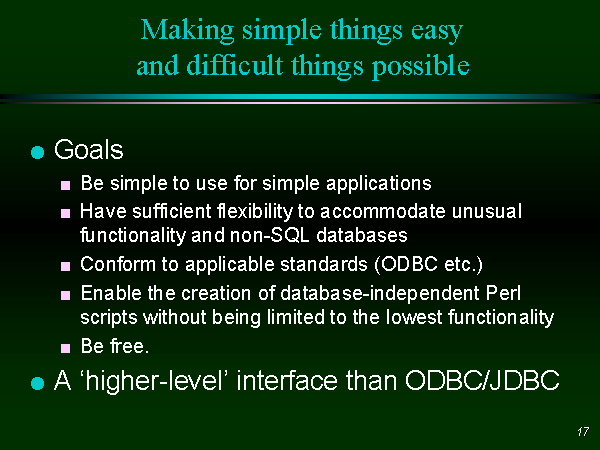 Making simple things easy
and difficult things possible
Goals
Be simple to use for simple applications
Have sufficient flexibility to accommodate unusual
functionality and non-SQL databases
Conform to applicable standards (ODBC etc.)
Enable the creation of database-independent Perl
scripts without being limited to the lowest functionality
Be free.
A ‘higher-level’ interface than ODBC/JDBC
17